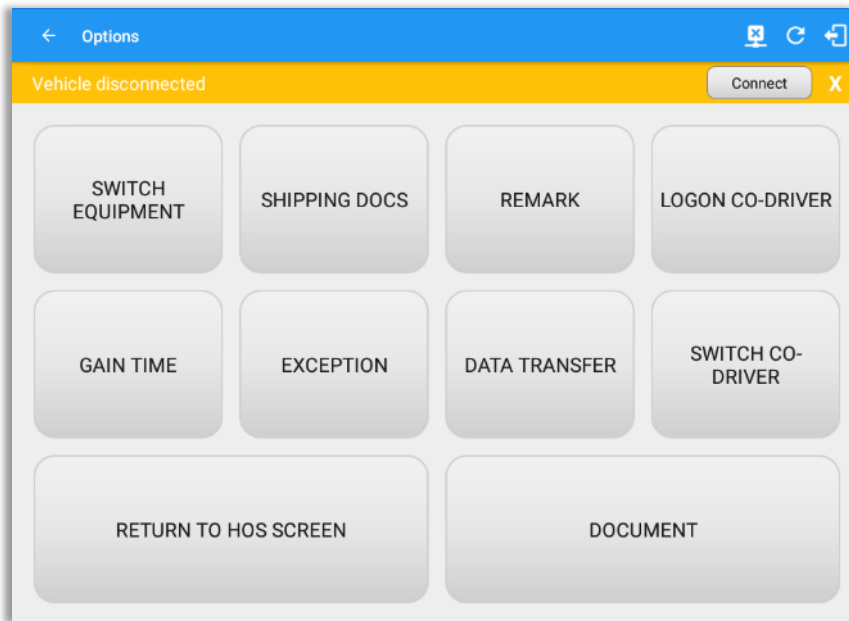 Options
Vehicle disconnected
Connect
X
SWITCH
EQUIPMENT
SHIPPING DOCS
REMARK
LOGON CO-DRIVER
GAIN TIME
EXCEPTION
DATA TRANSFER
SWITCH CO-
DRIVER
RETURN TO HOS SCREEN
DOCUMENT